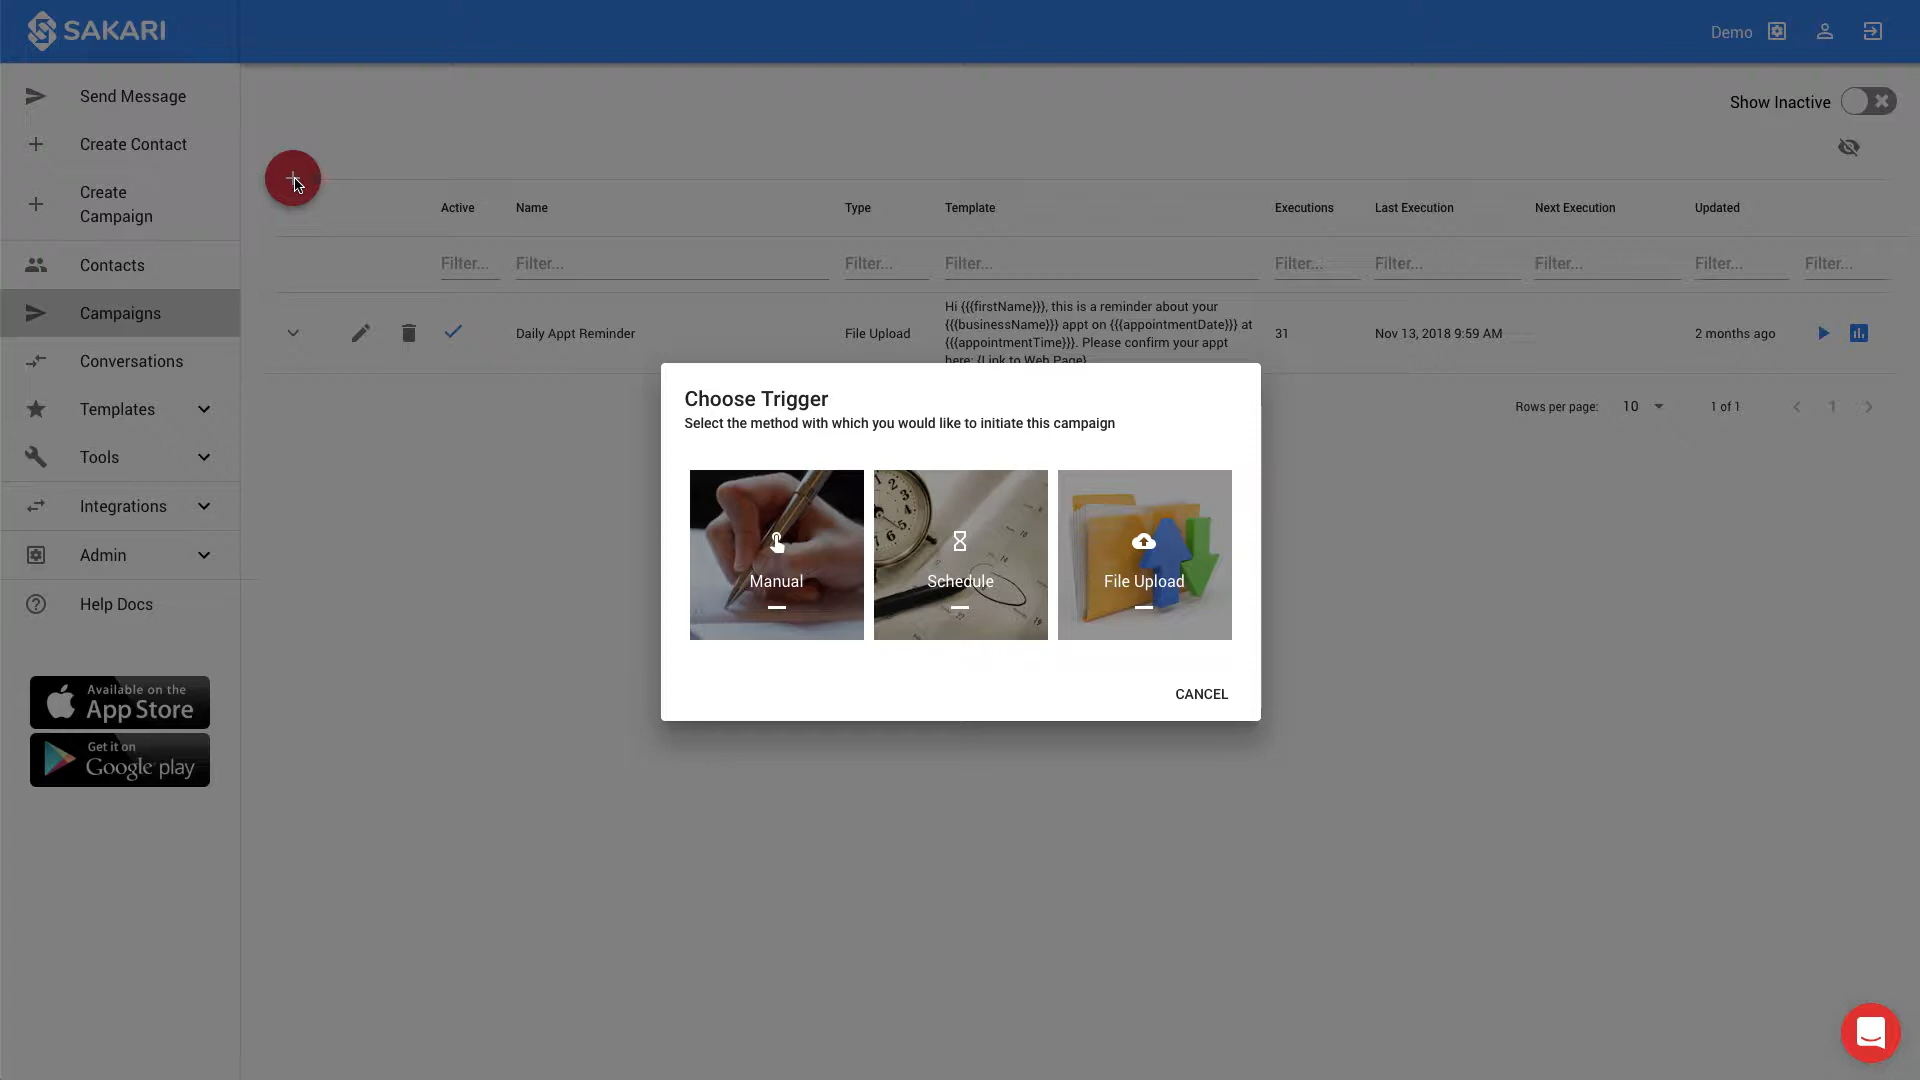 SAKARI
Demo
Send Message
Create Contact
Create
Campaign
Contacts
Campaigns
Conversations
Templates
Tools
Integrations
Admin
Help Docs
Available on the
App Store
Get it on
Google play
Show Inactive
Active Name Type Template Executions Last Execution Next Execution Updated
Filter... Filter... Filter... Filter... Filter... Filter... Filter... Filter... Filter...
Daily Appt Reminder File Upload
Hi {{{firstName}}}, this is a reminder about your
{{{businessName}}} appt on {{{appointmentDate}}} at
{{{appointmentTime}}}. Please confirm your appt
here: {Link to Web Page}
31 Nov 13, 2018 9:59 AM 2 months ago
Rows per page: 10 1 of 1 1
Choose Trigger
Select the method with which you would like to initiate this campaign
Manual
Schedule
File Upload
CANCEL